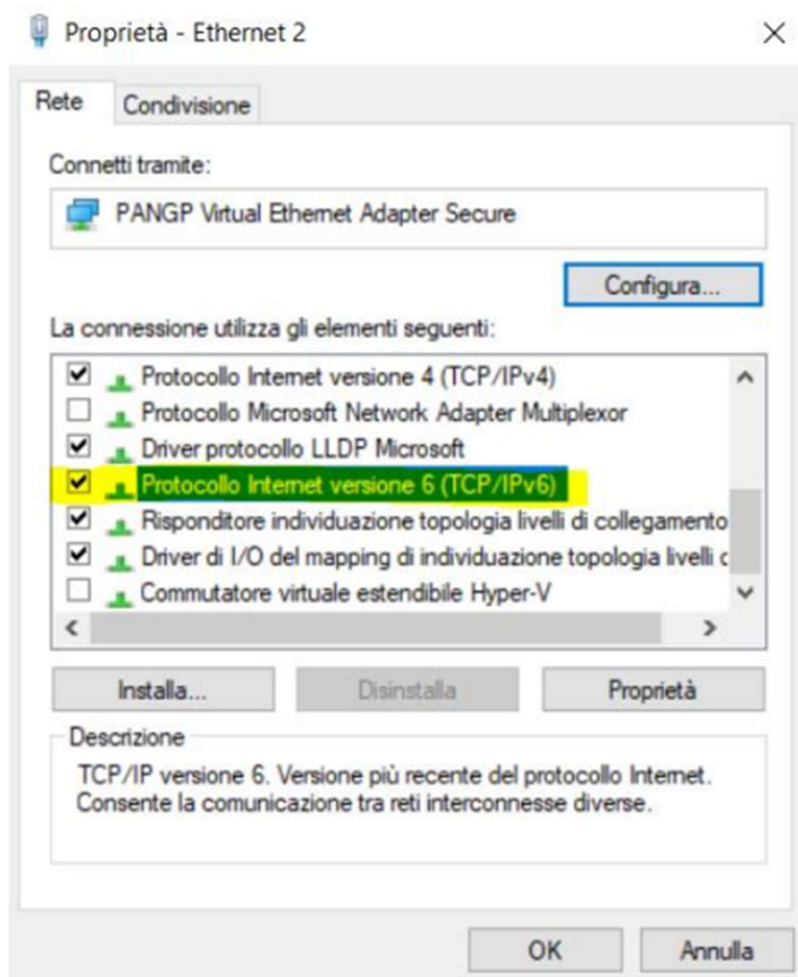 Proprietà - Ethernet 2
Rete
Condivisione
Connetti tramite:
PANGP Virtual Ethernet Adapter Secure
Configura...
La connessione utilizza gli elementi seguenti:
Protocollo Internet versione 4 (TCP/IPv4)
Protocollo Microsoft Network Adapter Multiplexor
Driver protocollo LLDP Microsoft
Protocollo Internet versione 6 (TCP/IPv6)
Risponditore individuazione topologia livelli di collegamento
Driver di I/O del mapping di individuazione topologia livelli
Commutatore virtuale estendibile Hyper-V
Installa...
Disinstalla
Proprietà
Descrizione
TCP/IP versione 6. Versione più recente del protocollo Internet.
Consente la comunicazione tra reti interconnesse diverse.
OK
Annulla